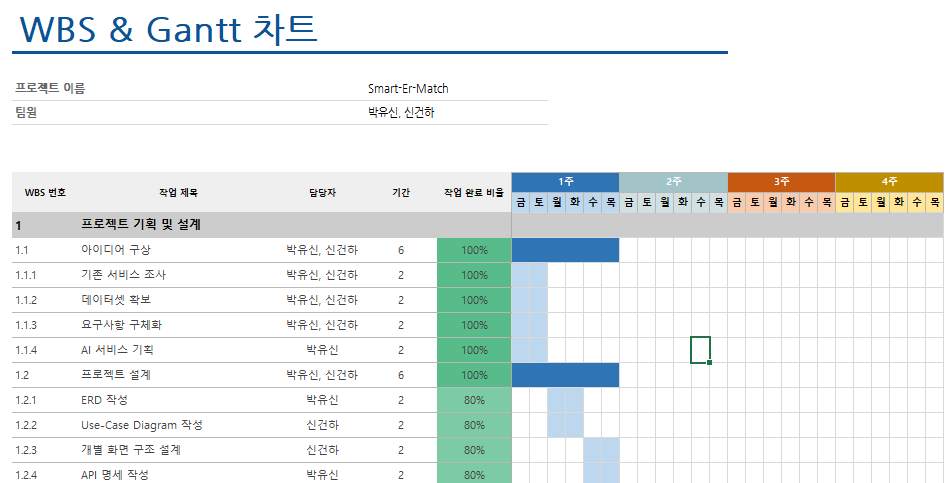 WBS & Gantt 차트
프로젝트 이름 Smart-Er-Match
팀원 박유신, 신건하
1주 2주 3주 4주
WBS 번호 작업 제목 담당자 기간 작업 완료 비율
금 토 월 화 수 목 금 토 월 화 수 목 금 토 월 화 수 목 금 토 월 화 수 목
1 프로젝트 기획 및 설계
1.1 아이디어 구상 박유신, 신건하 6 100%
1.1.1 기존 서비스 조사 박유신, 신건하 2 100%
1.1.2 데이터셋 확보 박유신, 신건하 2 100%
1.1.3 요구사항 구체화 박유신, 신건하 2 100%
1.1.4 AI 서비스 기획 박유신 2 100%
1.2 프로젝트 설계 박유신, 신건하 6 100%
1.2.1 ERD 작성 박유신 2 80%
1.2.2 Use-Case Diagram 작성 신건하 2 80%
1.2.3 개별 화면 구조 설계 신건하 2 80%
1.2.4 API 명세 작성 박유신 2 80%